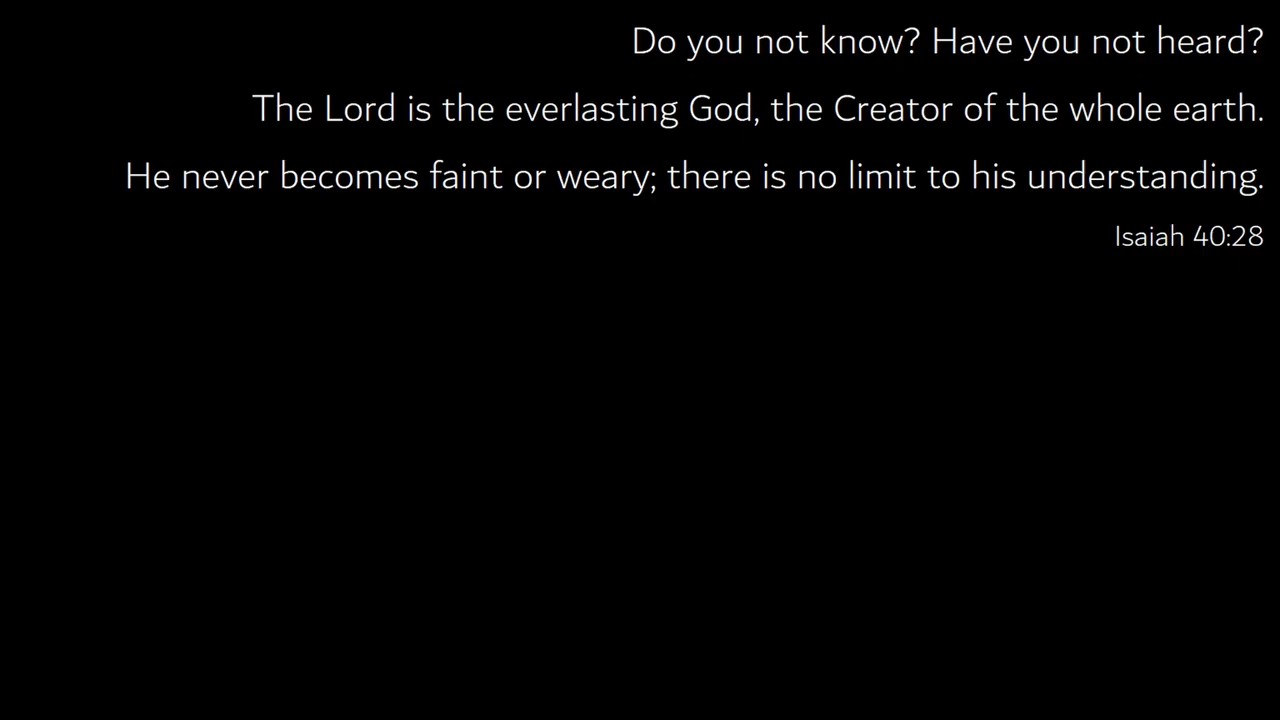 Do you not know? Have you not heard?
The Lord is the everlasting God, the Creator of the whole earth.
He never becomes faint or weary; there is no limit to his understanding.
Isaiah 40:28